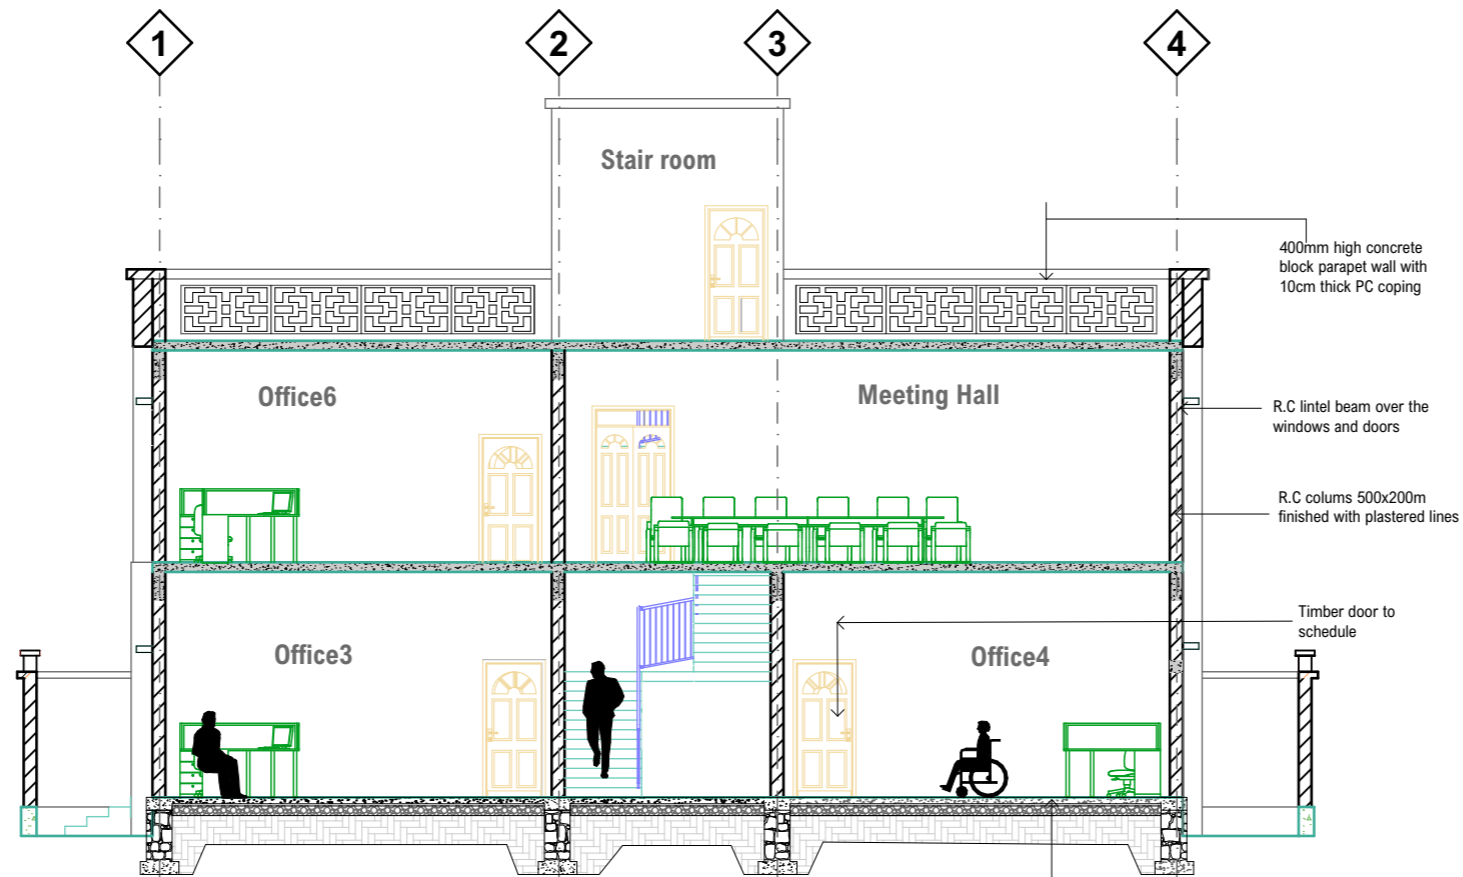 1
2
3
4
Stair room
400mm high concrete
block parapet wall with
10cm thick PC coping
Office6
Meeting Hall
R.C lintel beam over the
windows and doors
R.C colums 500x200m
finished with plastered lines
Timber door to
schedule
Office3
Office4